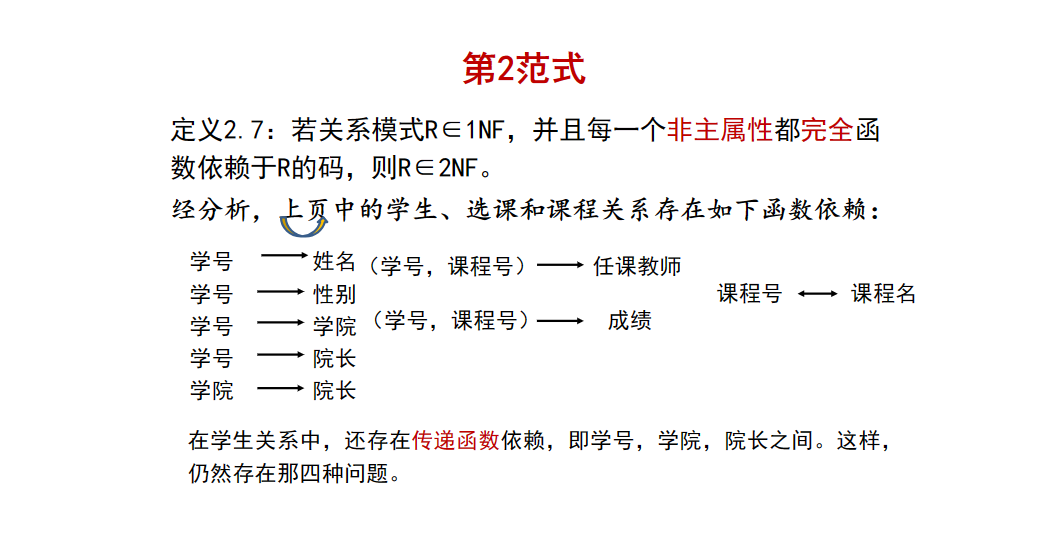 第2范式
定义2.7：若关系模式R∈1NF，并且每一个非主属性都完全函
数依赖于R的码，则R∈2NF。
经分析，上页中的学生、选课和课程关系存在如下函数依赖：
学号 → 姓名
学号 → 性别
学号 → 学院
学号 → 院长
学院 → 院长
（学号，课程号）→ 任课教师
（学号，课程号）→ 成绩
课程号 ↔ 课程名
在学生关系中，还存在传递函数依赖，即学号，学院，院长之间。这样，
仍然存在那四种问题。